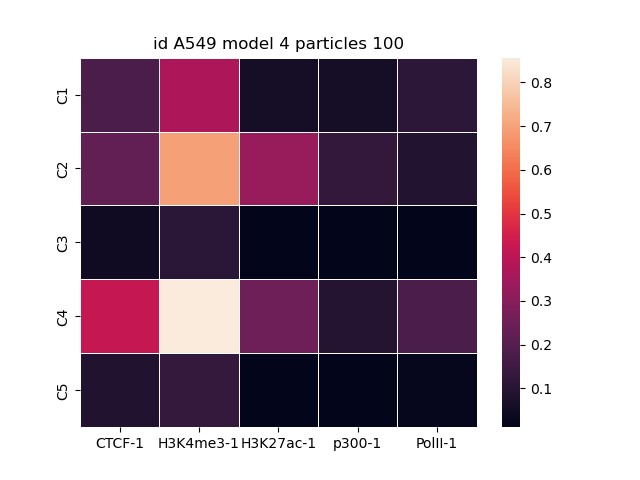 id A549 model 4 particles 100
C1
C2
C3
C4
C5
CTCF-1 H3K4me3-1 H3K27ac-1 p300-1 PolII-1
0.8
0.7
0.6
0.5
0.4
0.3
0.2
0.1